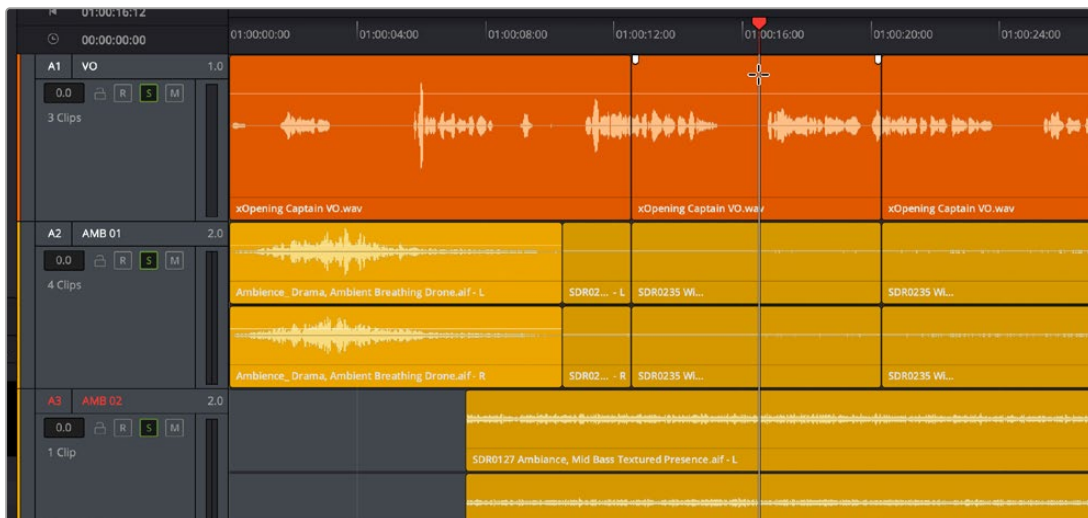 01:00:16:12
00:00:00:00
01:00:00:00 01:00:04:00 01:00:08:00 01:00:12:00 01:00:16:00 01:00:20:00 01:00:24:00
A1 VO 1.0
0.0 R S M
3 Clips
xOpening Captain VO.wav xOpening Captain VO.wav xOpening Captain VO.wav
A2 AMB 01 2.0
0.0 R S M
4 Clips
Ambience_ Drama, Ambient Breathing Drone.aif - L SDR02... - L SDR0235 Wi... SDR0235 Wi...
Ambience_ Drama, Ambient Breathing Drone.aif - R SDR02... - R SDR0235 Wi... SDR0235 Wi...
A3 AMB 02 2.0
0.0 R S M
1 Clip
SDR0127 Ambiance, Mid Bass Textured Presence.aif - L